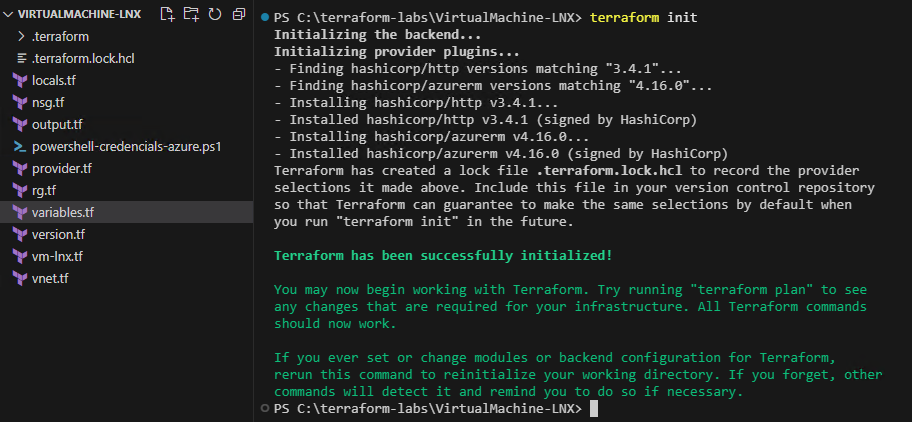 VIRTUALMACHINE-LNX
.terraform
.terraform.lock.hcl
locals.tf
nsg.tf
output.tf
powershell-credencials-azure.ps1
provider.tf
rg.tf
variables.tf
version.tf
vm-lnx.tf
vnet.tf
PS C:\terraform-labs\VirtualMachine-LNX> terraform init
Initializing the backend...
Initializing provider plugins...
- Finding hashicorp/http versions matching "3.4.1"...
- Finding hashicorp/azurerm versions matching "4.16.0"...
- Installing hashicorp/http v3.4.1...
- Installed hashicorp/http v3.4.1 (signed by HashiCorp)
- Installing hashicorp/azurerm v4.16.0...
- Installed hashicorp/azurerm v4.16.0 (signed by HashiCorp)
Terraform has created a lock file .terraform.lock.hcl to record the provider
selections it made above. Include this file in your version control repository
so that Terraform can guarantee to make the same selections by default when
you run "terraform init" in the future.
Terraform has been successfully initialized!
You may now begin working with Terraform. Try running "terraform plan" to see
any changes that are required for your infrastructure. All Terraform commands
should now work.
If you ever set or change modules or backend configuration for Terraform,
rerun this command to reinitialize your working directory. If you forget, other
commands will detect it and remind you to do so if necessary.
PS C:\terraform-labs\VirtualMachine-LNX>